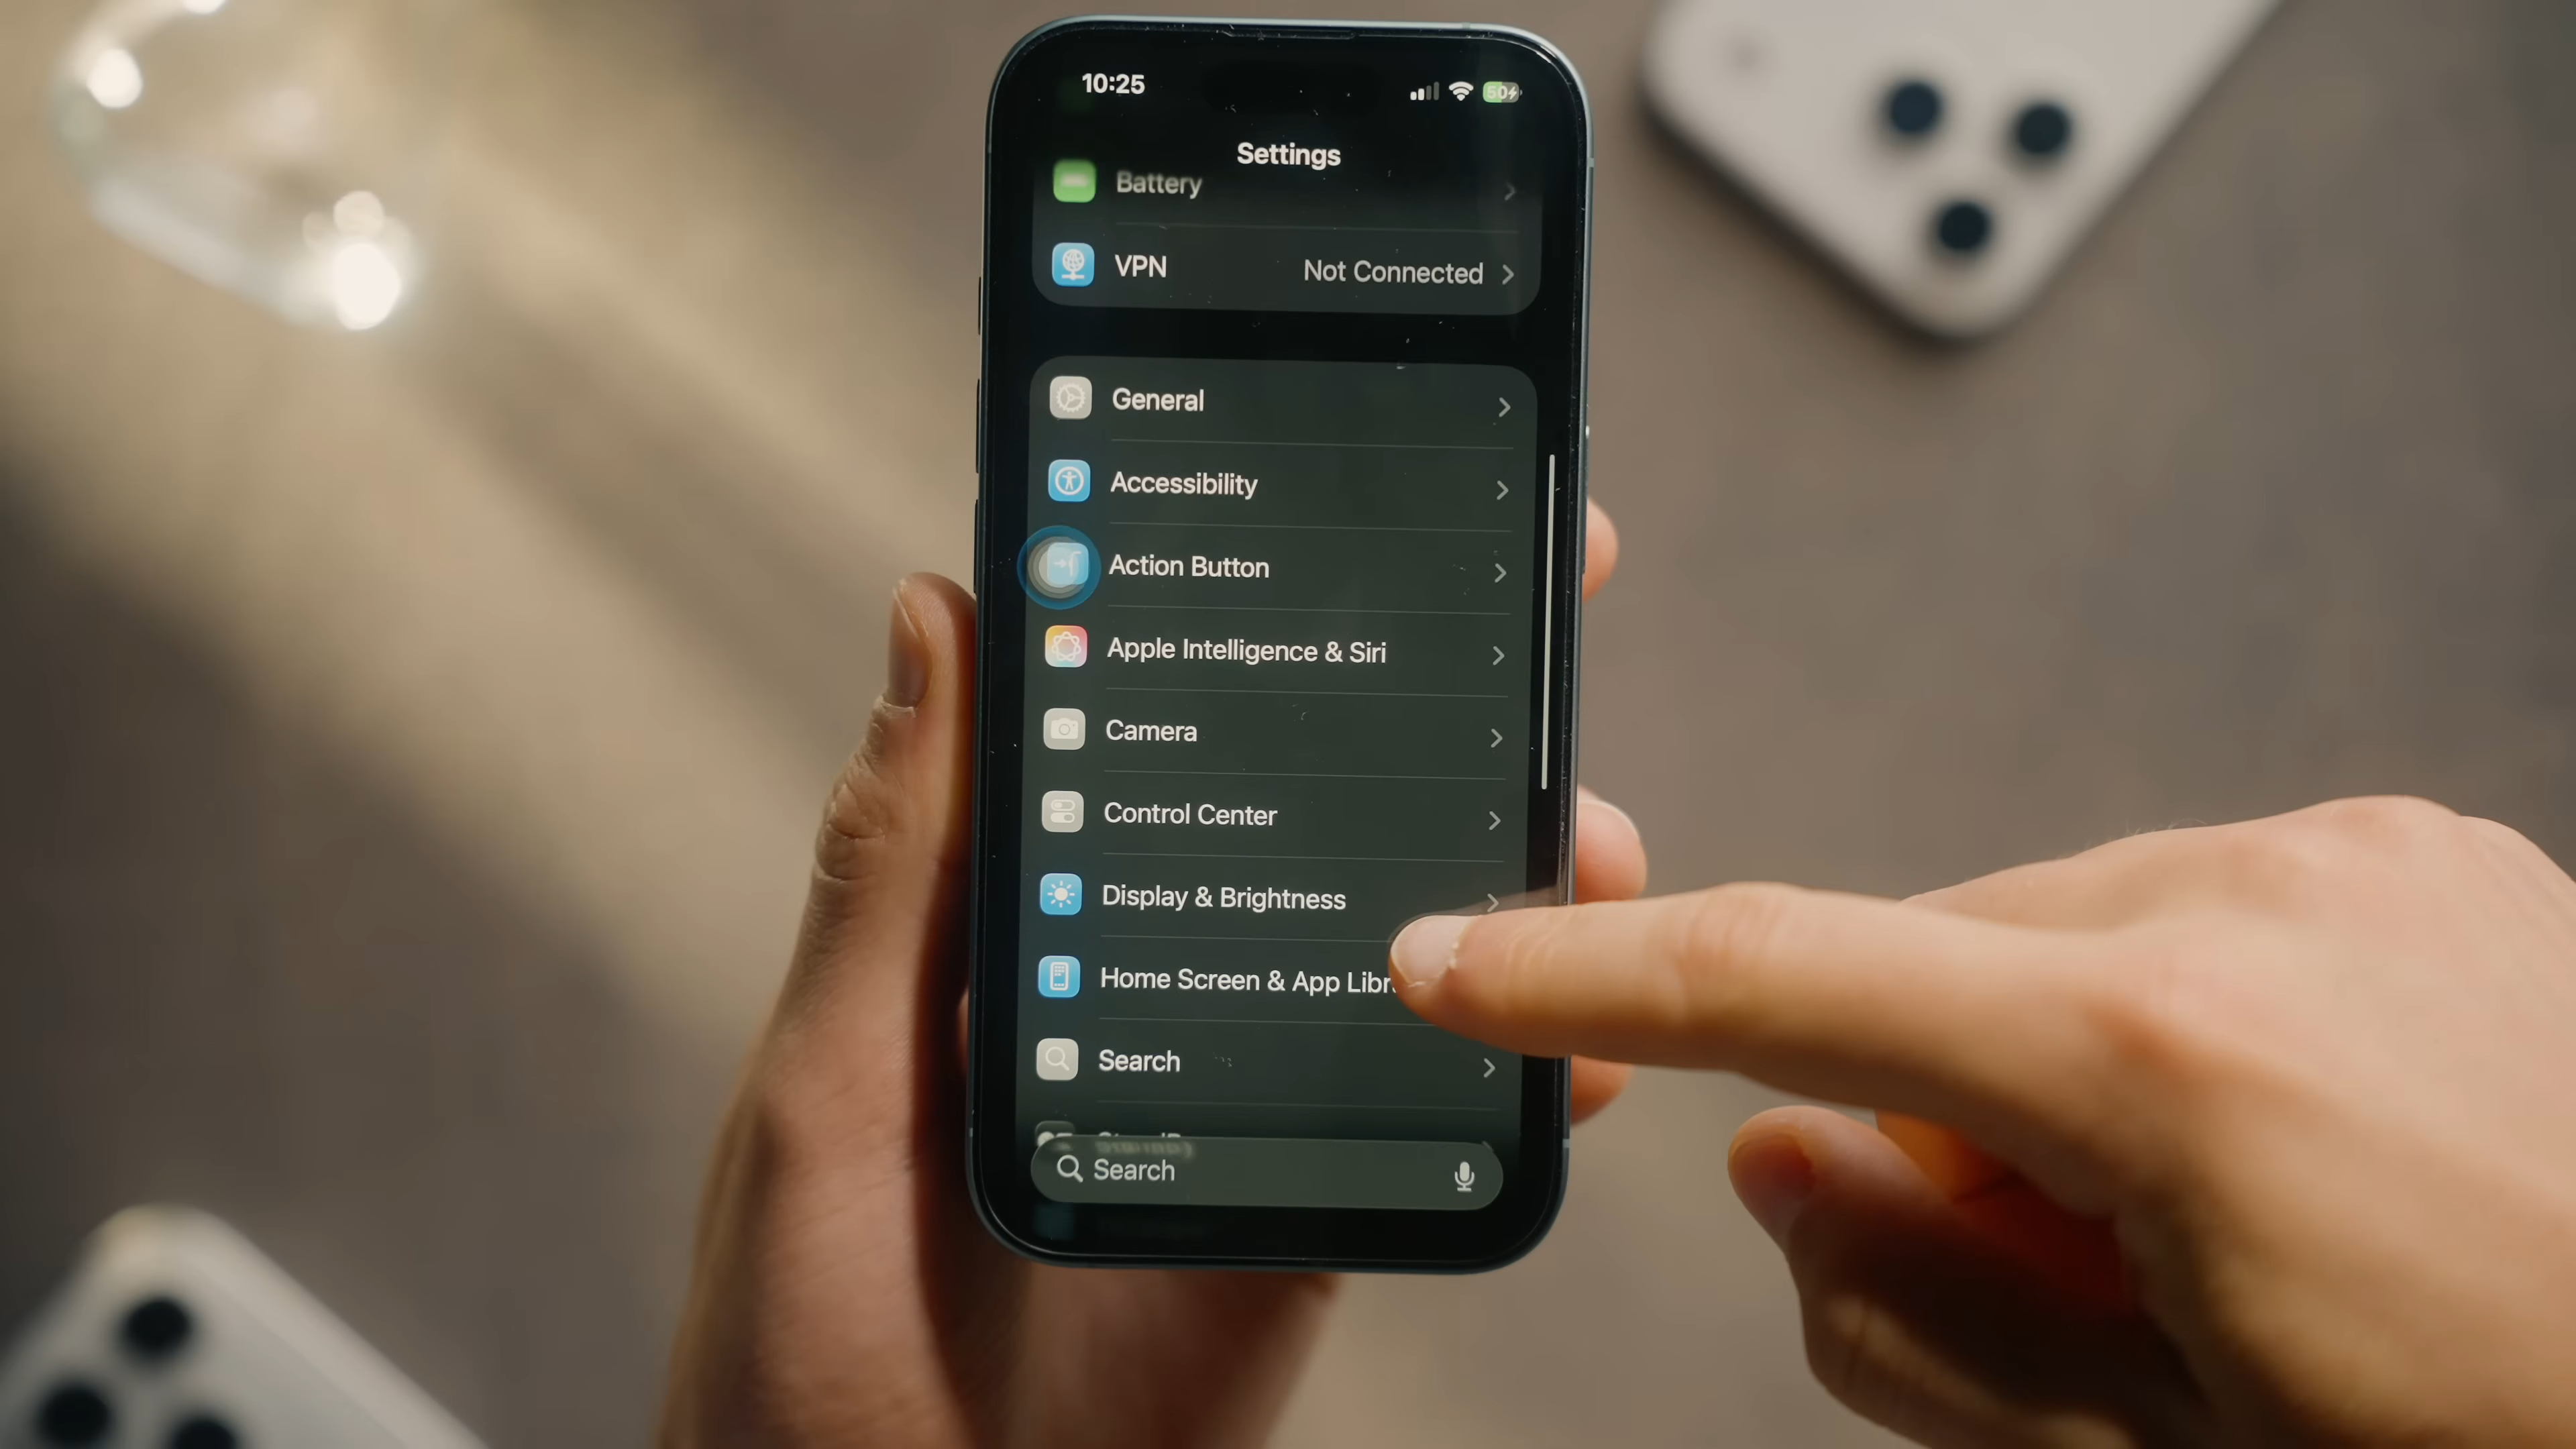 10:25
50
Settings
Battery
VPN Not Connected
General
Accessibility
Action Button
Apple Intelligence & Siri
Camera
Control Center
Display & Brightness
Home Screen & App Libr
Search
Search